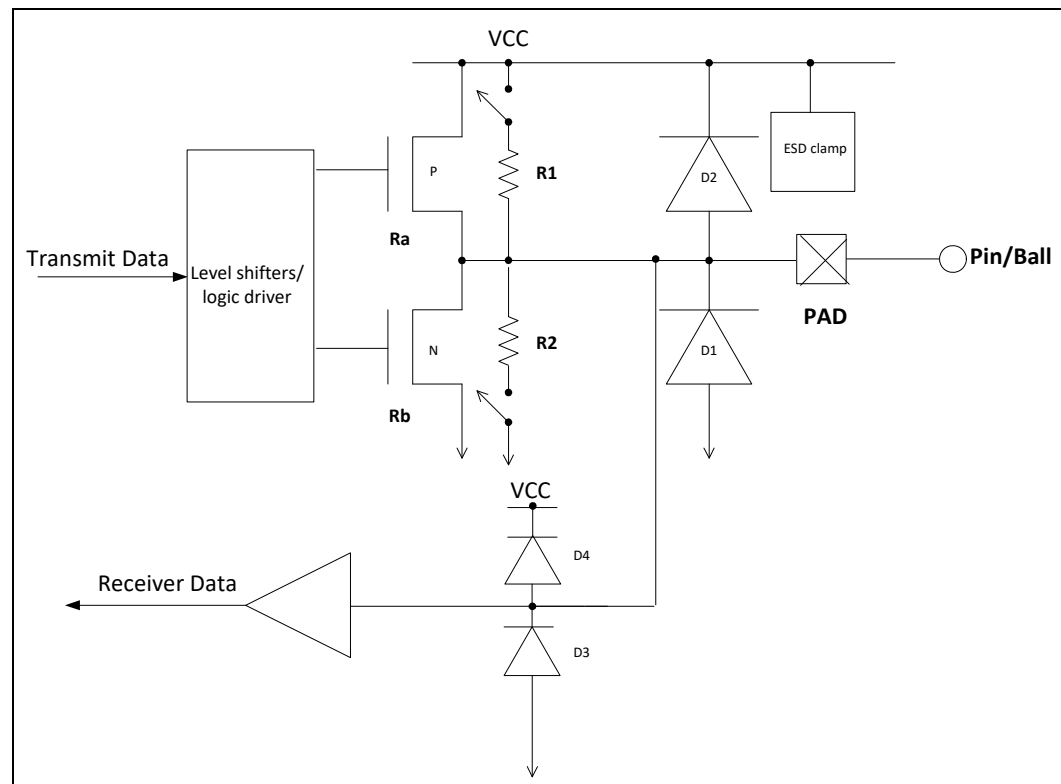 VCC
ESD clamp
P
R1
D2
Ra
Transmit Data
Level shifters/
logic driver
Pin/Ball
PAD
R2
N
D1
Rb
VCC
D4
Receiver Data
D3